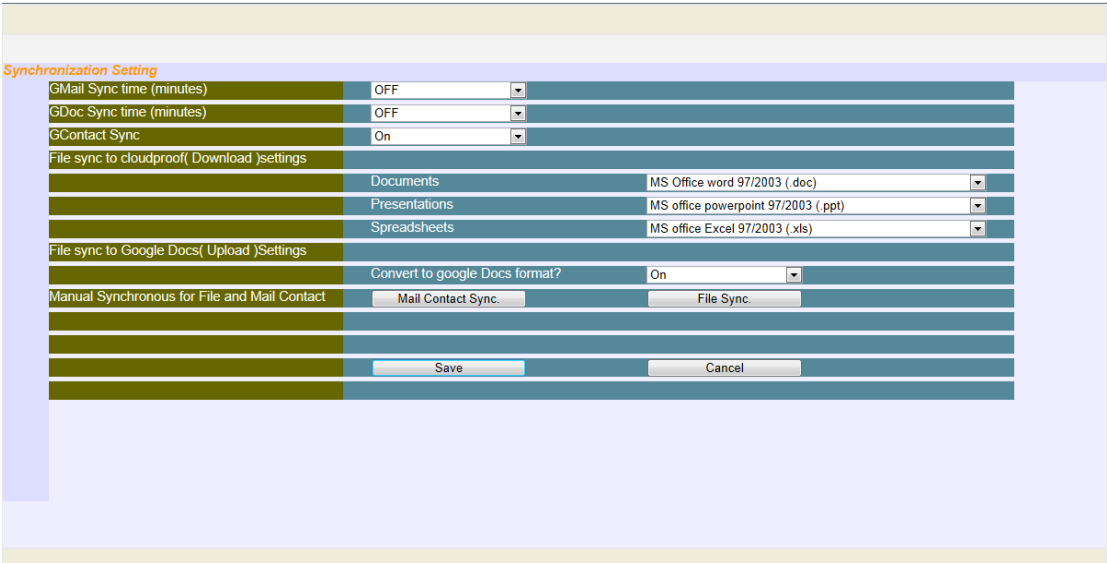 Synchronization Setting
GMail Sync time (minutes) OFF
GDoc Sync time (minutes) OFF
GContact Sync On
File sync to cloudproof( Download )settings
Documents MS Office word 97/2003 (.doc)
Presentations MS office powerpoint 97/2003 (.ppt)
Spreadsheets MS office Excel 97/2003 (.xls)
File sync to Google Docs( Upload )Settings
Convert to google Docs format? On
Manual Synchronous for File and Mail Contact Mail Contact Sync. File Sync.
Save Cancel